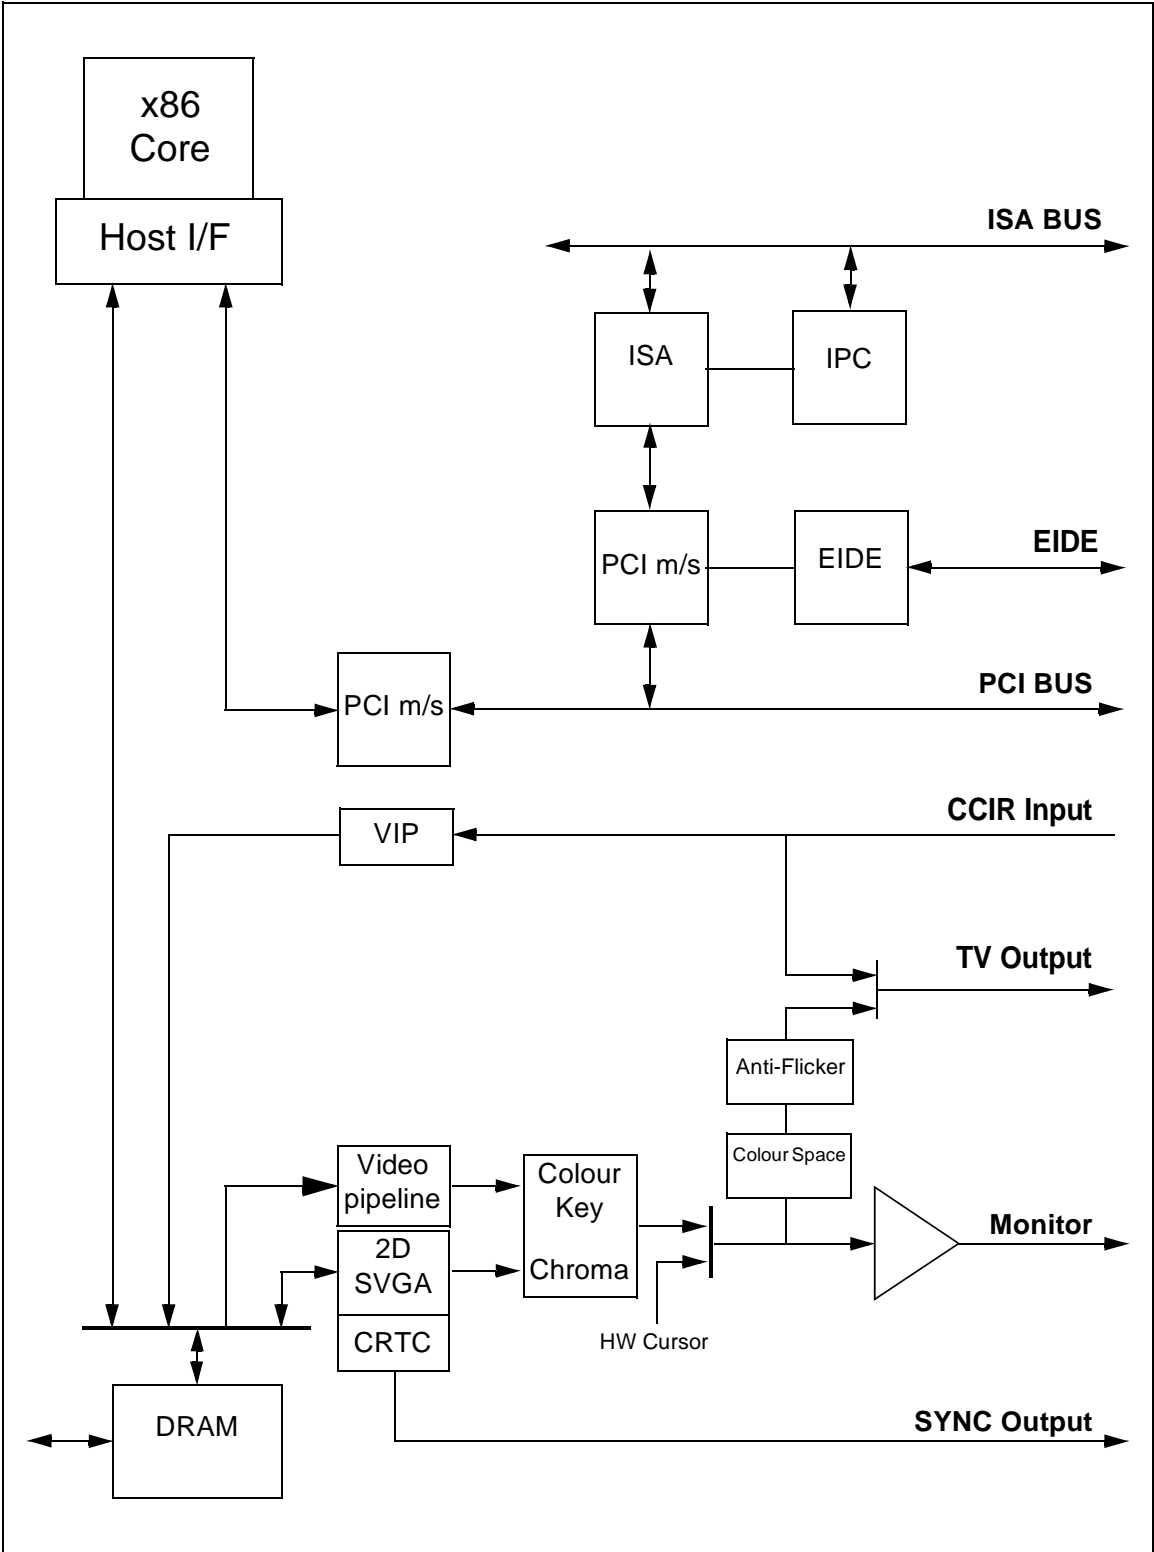 x86
Core
Host I/F
ISA BUS
ISA
IPC
PCI m/s
EIDE
EIDE
PCI m/s
PCI BUS
VIP
CCIR Input
TV Output
Anti-Flicker
Colour Space
Video
pipeline
Colour
Key
Chroma
2D
SVGA
CRTC
HW Cursor
Monitor
DRAM
SYNC Output